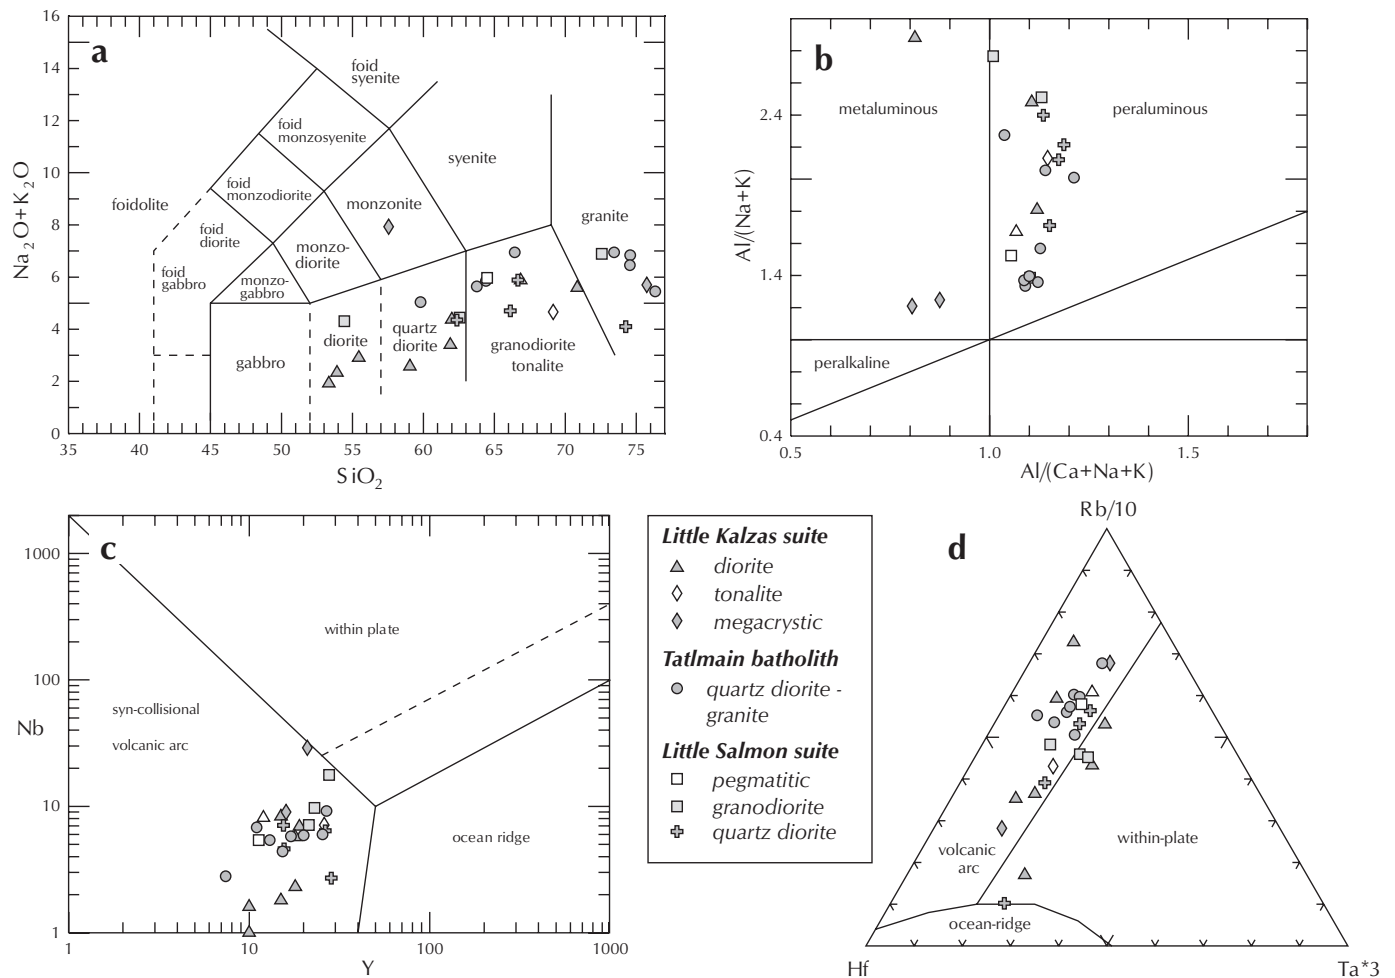 a
16
14
12
10
8
6
4
2
0
Na2O+K2O
35
45
50
55
60
65
70
75
SiO2
foid
syenite
foid
monzosyenite
syenite
foid
monzodiorite
monzonite
granite
foidolite
foid
diorite
monzo-
diorite
foid
gabbro
monzo-
gabbro
gabbro
diorite
quartz
diorite
granodiorite
tonalite
b
metaluminous
peraluminous
peralkaline
2.4
1.4
0.4
Al/(Na+K)
0.5
1.0
1.5
Al/(Ca+Na+K)
c
1000
100
10
1
Nb
within plate
syn-collisional
volcanic arc
ocean ridge
1
10
100
1000
Y
Little Kalzas suite
diorite
tonalite
megacrystic
Tatlmain batholith
quartz diorite -
granite
Little Salmon suite
pegmatitic
granodiorite
quartz diorite
d
Rb/10
volcanic
arc
within-plate
ocean-ridge
Hf
Ta*3